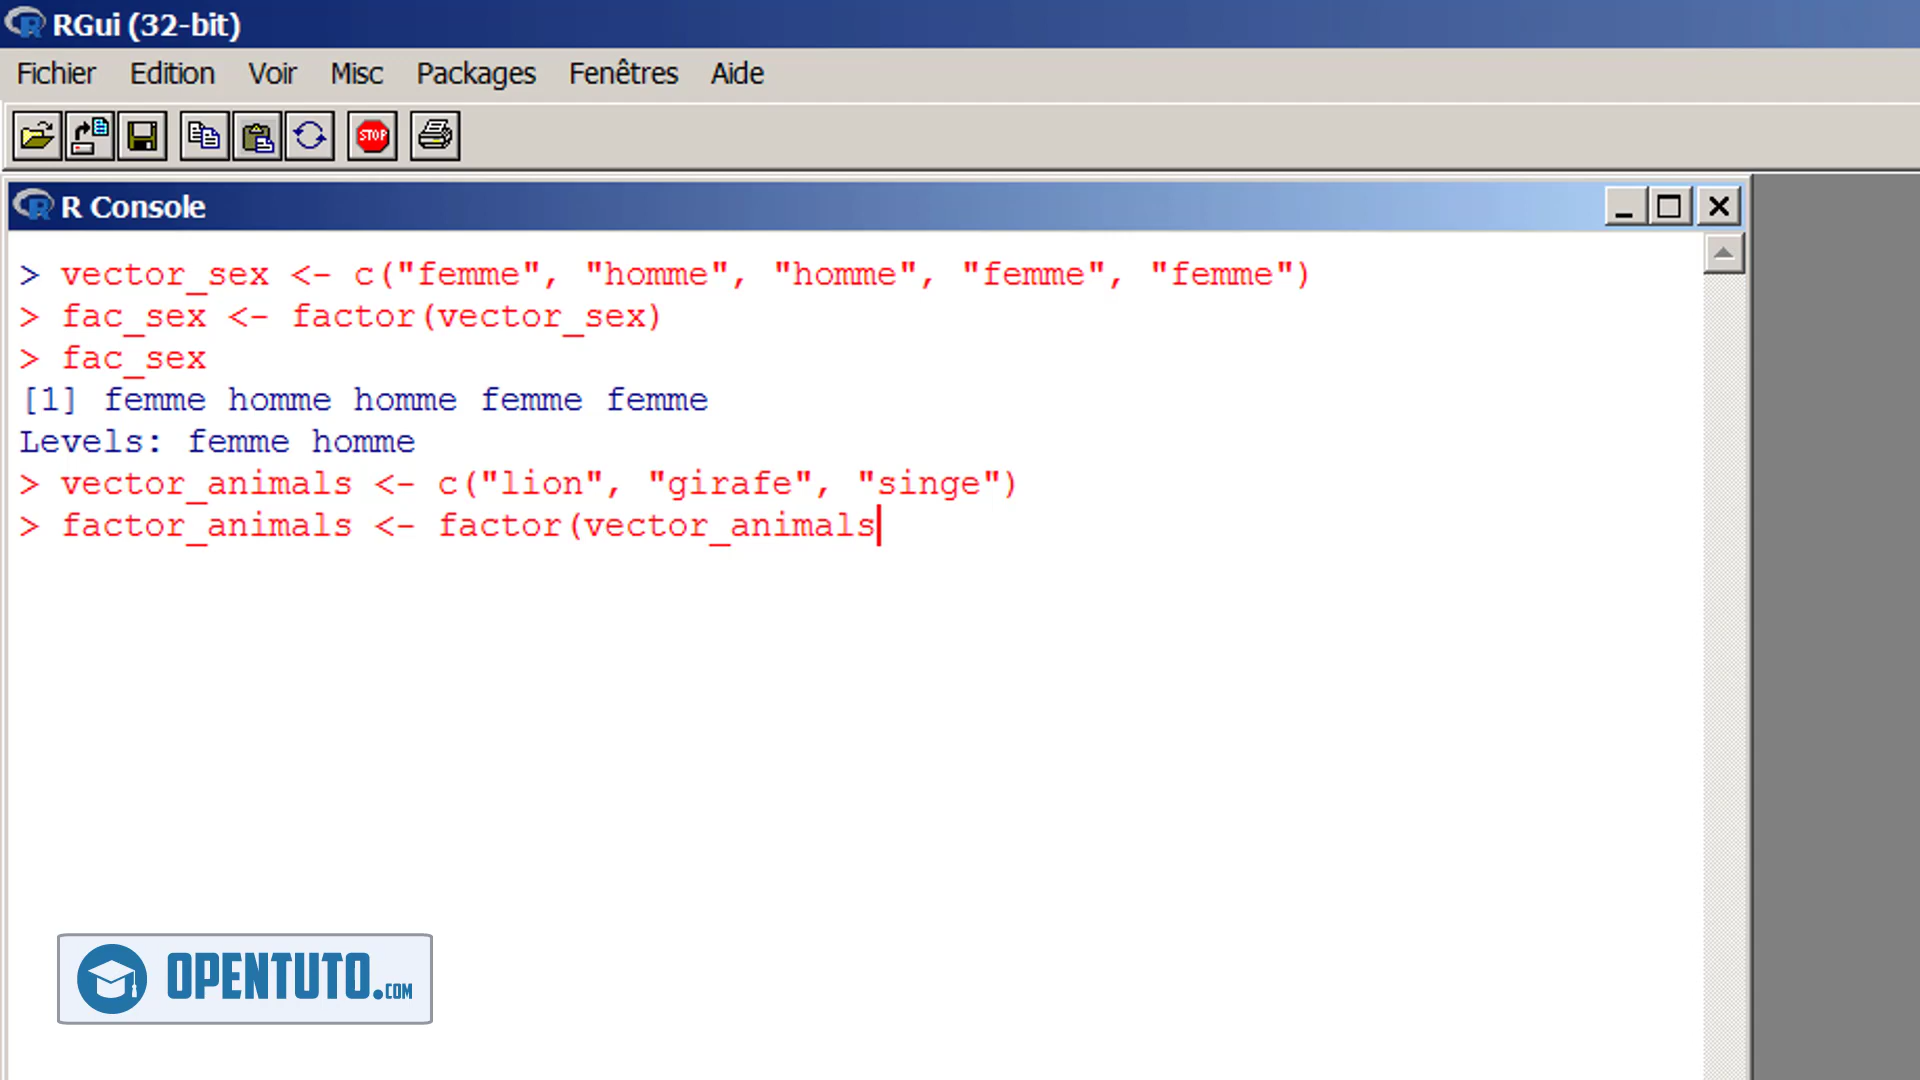 RGui (32-bit)
Fichier Edition Voir Misc Packages Fenêtres Aide
STOP
R Console
> vector_sex <- c("femme", "homme", "homme", "femme", "femme")
> fac_sex <- factor(vector_sex)
> fac_sex
[1] femme homme homme femme femme
Levels: femme homme
> vector_animals <- c("lion", "girafe", "singe")
> factor_animals <- factor(vector_animals
OPENTUTO.COM